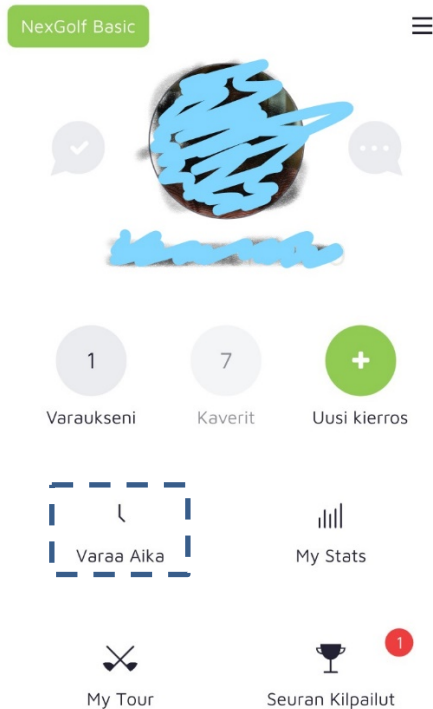 NexGolf Basic
1
7
Varaukseni
Kaverit
Uusi kierros
Varaa Aika
My Stats
1
My Tour
Seuran Kilpailut